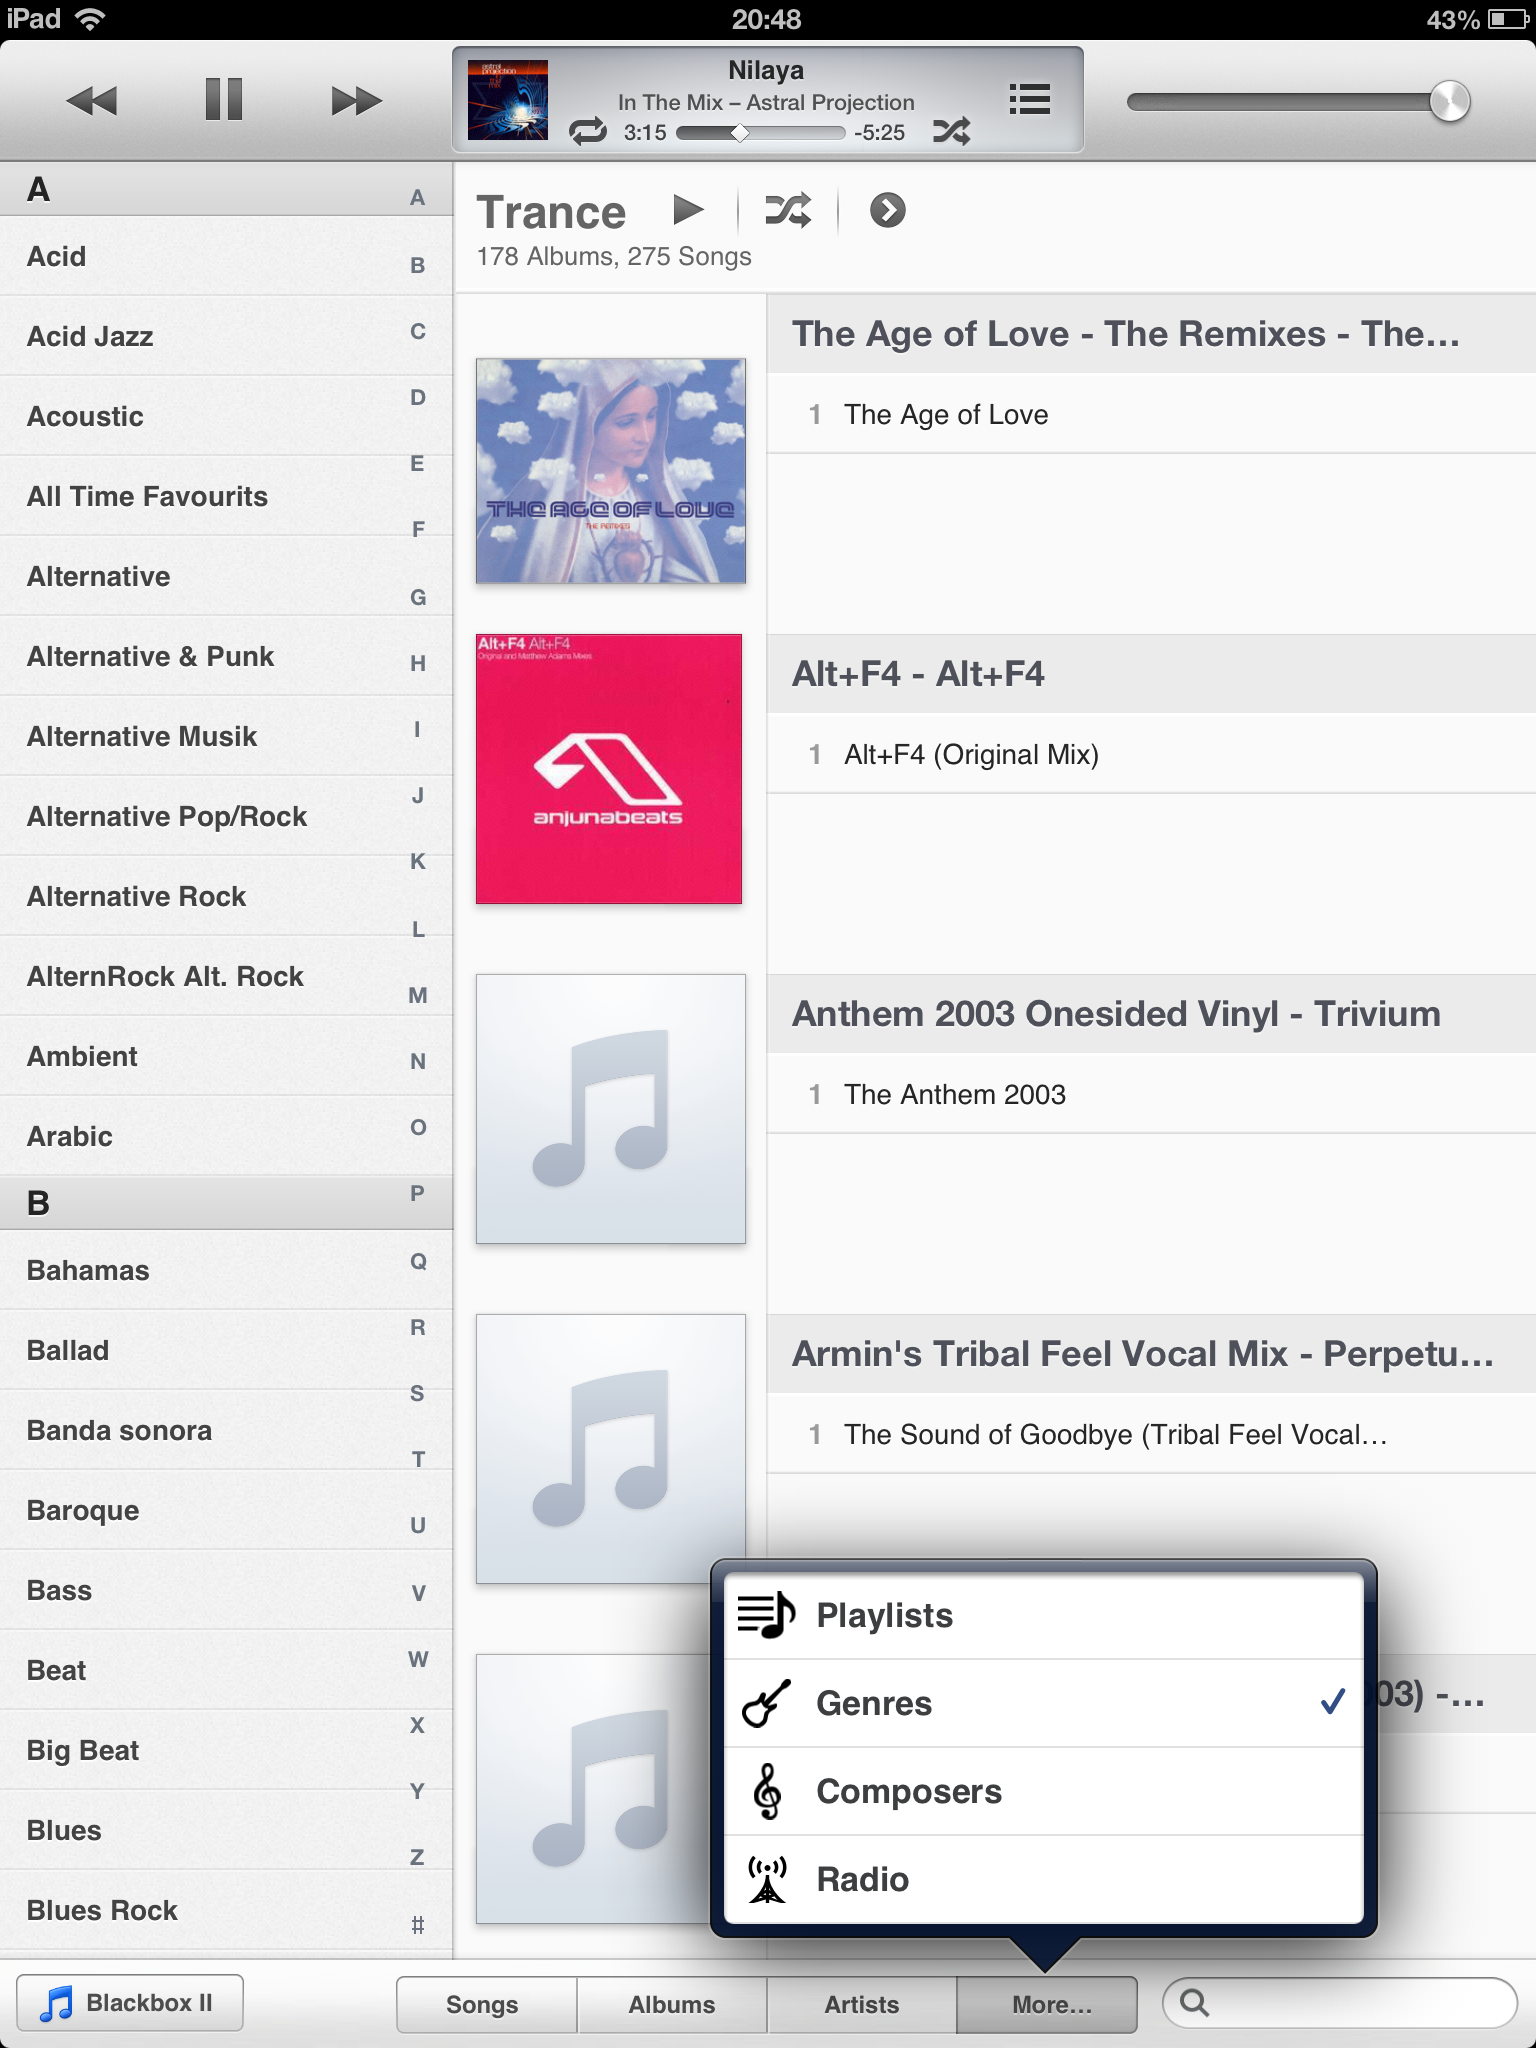 iPad
20:48
43%
Nilaya
In The Mix – Astral Projection
3:15
-5:25
A
Acid
Acid Jazz
Acoustic
All Time Favourits
Alternative
Alternative & Punk
Alternative Musik
Alternative Pop/Rock
Alternative Rock
AlternRock Alt. Rock
Ambient
Arabic
B
Bahamas
Ballad
Banda sonora
Baroque
Bass
Beat
Big Beat
Blues
Blues Rock
A
B
C
D
E
F
G
H
I
J
K
L
M
N
O
P
Q
R
S
T
U
V
W
X
Y
Z
#
Trance
178 Albums, 275 Songs
THE AGE OF LOVE
THE REMIXES
The Age of Love - The Remixes - The...
1 The Age of Love
Alt+F4 Alt+F4
Original and Matthew Adams Mixes
anjunabeats
Alt+F4 - Alt+F4
1 Alt+F4 (Original Mix)
Anthem 2003 Onesided Vinyl - Trivium
1 The Anthem 2003
Armin's Tribal Feel Vocal Mix - Perpetu...
1 The Sound of Goodbye (Tribal Feel Vocal...
03) -...
Playlists
Genres
Composers
Radio
Blackbox II
Songs
Albums
Artists
More...